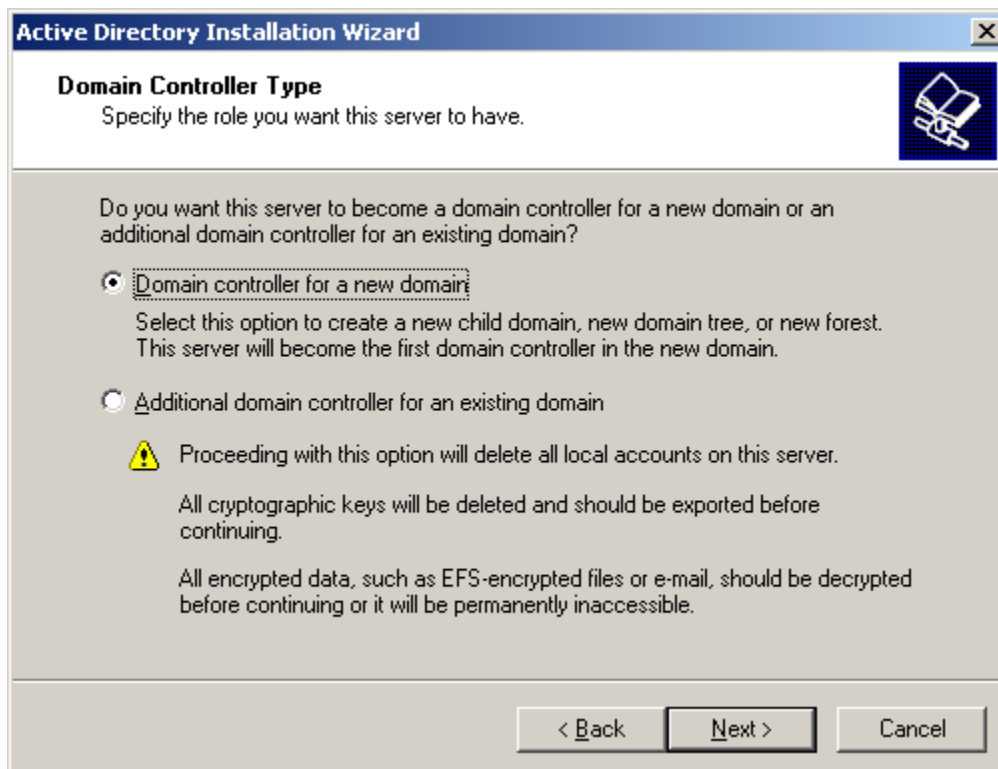 Active Directory Installation Wizard
Domain Controller Type
Specify the role you want this server to have.
Do you want this server to become a domain controller for a new domain or an
additional domain controller for an existing domain?
Domain controller for a new domain
Select this option to create a new child domain, new domain tree, or new forest.
This server will become the first domain controller in the new domain.
Additional domain controller for an existing domain
Proceeding with this option will delete all local accounts on this server.
All cryptographic keys will be deleted and should be exported before
continuing.
All encrypted data, such as EFS-encrypted files or e-mail, should be decrypted
before continuing or it will be permanently inaccessible.
< Back Next > Cancel